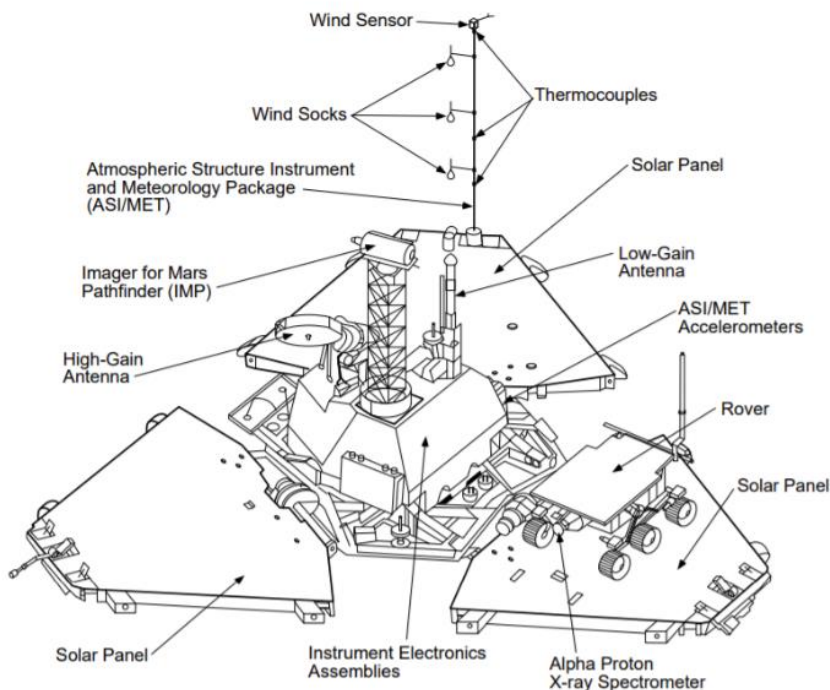 Wind Sensor
Thermocouples
Wind Socks
Atmospheric Structure Instrument
and Meteorology Package
(ASI/MET)
Solar Panel
Low-Gain
Antenna
Imager for Mars
Pathfinder (IMP)
ASI/MET
Accelerometers
High-Gain
Antenna
Rover
Solar Panel
Solar Panel
Instrument Electronics
Assemblies
Alpha Proton
X-ray Spectrometer